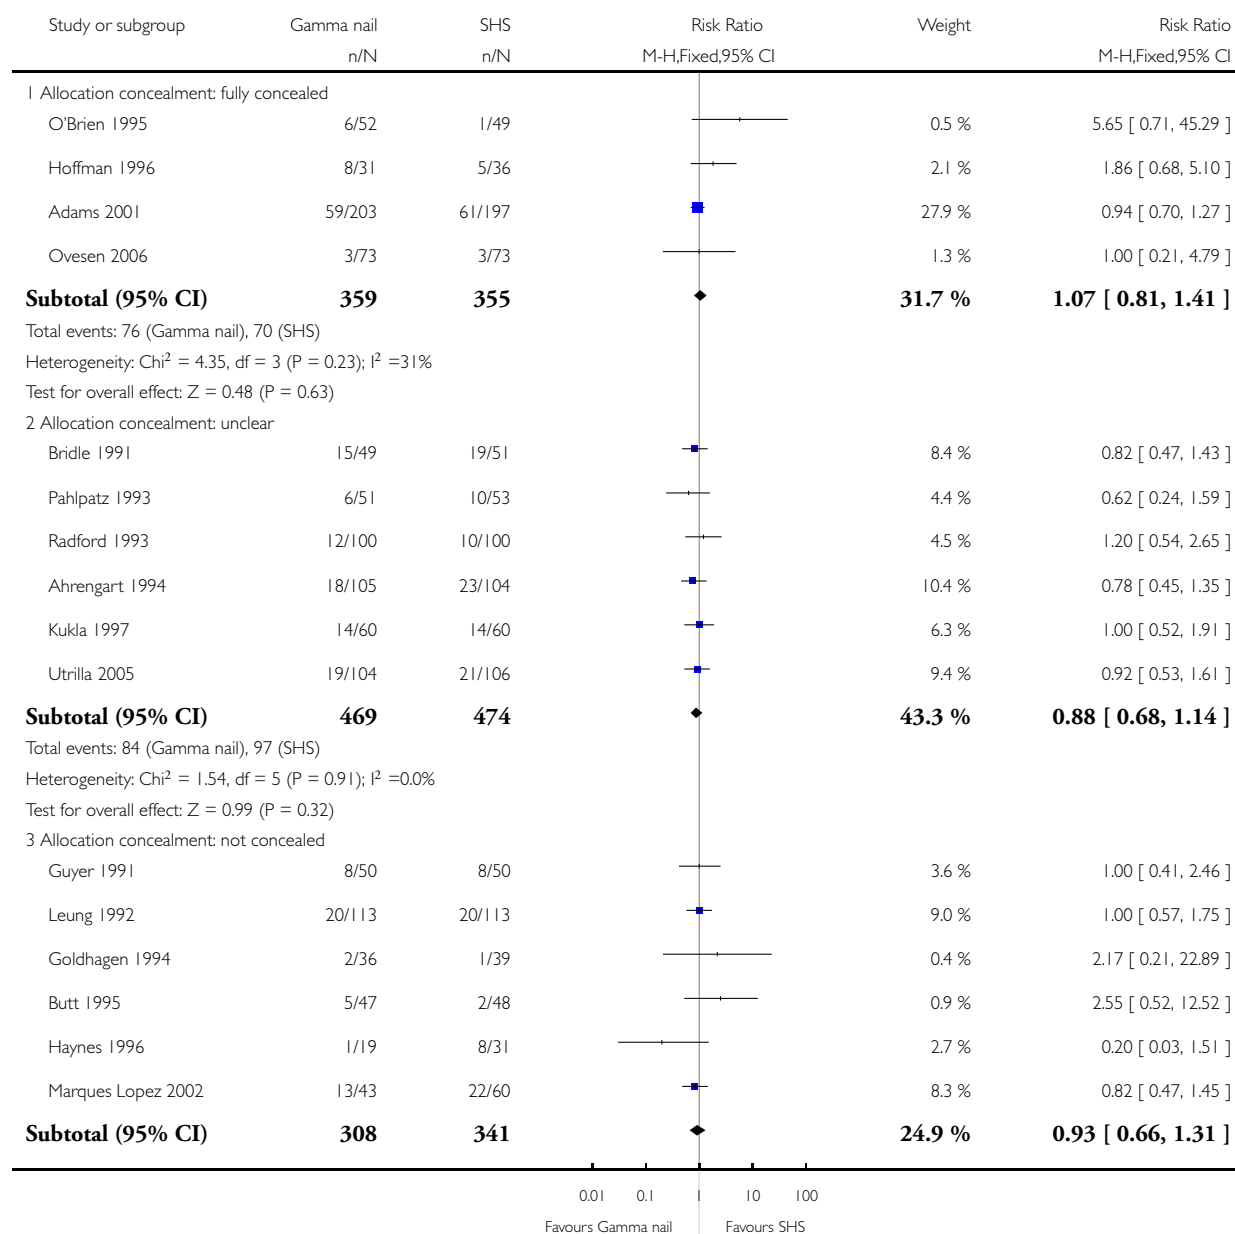 Study or subgroup Gamma nail SHS Risk Ratio Weight Risk Ratio
n/N n/N M-H,Fixed,95% CI M-H,Fixed,95% CI
1 Allocation concealment: fully concealed
O'Brien 1995 6/52 1/49 0.5 % 5.65 [ 0.71, 45.29 ]
Hoffman 1996 8/31 5/36 2.1 % 1.86 [ 0.68, 5.10 ]
Adams 2001 59/203 61/197 27.9 % 0.94 [ 0.70, 1.27 ]
Ovesen 2006 3/73 3/73 1.3 % 1.00 [ 0.21, 4.79 ]
Subtotal (95% CI) 359 355 31.7 % 1.07 [ 0.81, 1.41 ]
Total events: 76 (Gamma nail), 70 (SHS)
Heterogeneity: Chi² = 4.35, df = 3 (P = 0.23); I² =31%
Test for overall effect: Z = 0.48 (P = 0.63)
2 Allocation concealment: unclear
Bridle 1991 15/49 19/51 8.4 % 0.82 [ 0.47, 1.43 ]
Pahlpatz 1993 6/51 10/53 4.4 % 0.62 [ 0.24, 1.59 ]
Radford 1993 12/100 10/100 4.5 % 1.20 [ 0.54, 2.65 ]
Ahrengart 1994 18/105 23/104 10.4 % 0.78 [ 0.45, 1.35 ]
Kukla 1997 14/60 14/60 6.3 % 1.00 [ 0.52, 1.91 ]
Utrilla 2005 19/104 21/106 9.4 % 0.92 [ 0.53, 1.61 ]
Subtotal (95% CI) 469 474 43.3 % 0.88 [ 0.68, 1.14 ]
Total events: 84 (Gamma nail), 97 (SHS)
Heterogeneity: Chi² = 1.54, df = 5 (P = 0.91); I² =0.0%
Test for overall effect: Z = 0.99 (P = 0.32)
3 Allocation concealment: not concealed
Guyer 1991 8/50 8/50 3.6 % 1.00 [ 0.41, 2.46 ]
Leung 1992 20/113 20/113 9.0 % 1.00 [ 0.57, 1.75 ]
Goldhagen 1994 2/36 1/39 0.4 % 2.17 [ 0.21, 22.89 ]
Butt 1995 5/47 2/48 0.9 % 2.55 [ 0.52, 12.52 ]
Haynes 1996 1/19 8/31 2.7 % 0.20 [ 0.03, 1.51 ]
Marques Lopez 2002 13/43 22/60 8.3 % 0.82 [ 0.47, 1.45 ]
Subtotal (95% CI) 308 341 24.9 % 0.93 [ 0.66, 1.31 ]
0.01 0.1 1 10 100
Favours Gamma nail Favours SHS